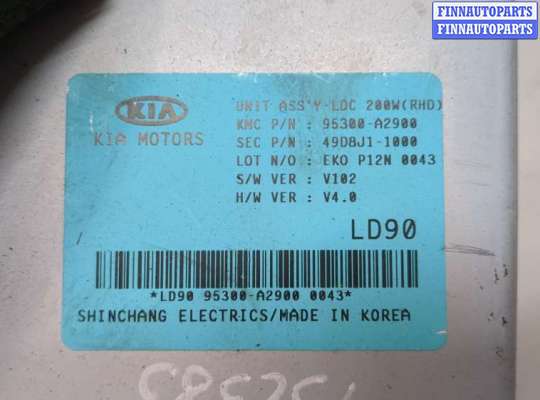 FINNAUTOPARTS
FINNAUTOPARTS
KIA
KIA MOTORS
UNIT ASS'Y-LDC 200W(RHD)
KMC P/N : 95300-A2900
SEC P/N : 49D8J1-1000
LOT N/O : EKO P12N 0043
S/W VER : V102
H/W VER : V4.0
LD90
*LD90 95300-A2900 0043*
SHINCHANG ELECTRICS/MADE IN KOREA